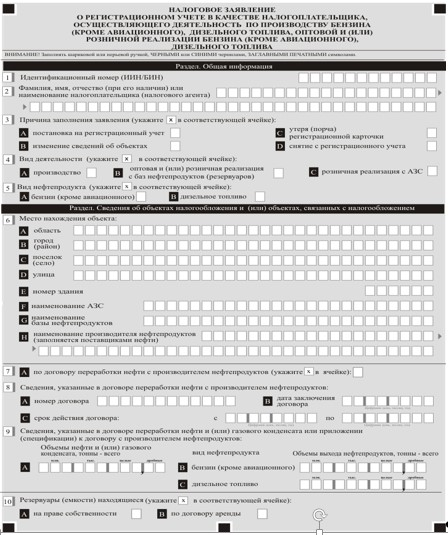 НАЛОГОВОЕ ЗАЯВЛЕНИЕ
О РЕГИСТРАЦИОННОМ УЧЕТЕ В КАЧЕСТВЕ НАЛОГОПЛАТЕЛЬЩИКА,
ОСУЩЕСТВЛЯЮЩЕГО ДЕЯТЕЛЬНОСТЬ ПО ПРОИЗВОДСТВУ БЕНЗИНА
(КРОМЕ АВИАЦИОННОГО), ДИЗЕЛЬНОГО ТОПЛИВА, ОПТОВОЙ И (ИЛИ)
РОЗНИЧНОЙ РЕАЛИЗАЦИИ БЕНЗИНА (КРОМЕ АВИАЦИОННОГО),
ДИЗЕЛЬНОГО ТОПЛИВА
ВНИМАНИЕ! Заполнять шариковой или перьевой ручкой, ЧЕРНЫМИ или СИНИМИ чернилами, ЗАГЛАВНЫМИ ПЕЧАТНЫМИ символами
Раздел. Общая информация
1 Идентификационный номер (ИИН/БИН)
2 Фамилия, имя, отчество (при его наличии) или
наименование налогоплательщика (налогового агента)
3 Причина заполнения заявления (укажите x в соответствующей ячейке):
A постановка на регистрационный учет
C утеря (порча)
регистрационной карточки
B изменение сведений об объектах
D снятие с регистрационного учета
4 Вид деятельности (укажите x в соответствующей ячейке):
A производство
B оптовая и (или) розничная реализация
с баз нефтепродуктов (резервуаров)
C розничная реализация с АЗС
5 Вид нефтепродукта (укажите x в соответствующей ячейке):
A бензин (кроме авиационного)
B дизельное топливо
Раздел. Сведения об объектах налогообложения и (или) объектах, связанных с налогообложением
6 Место нахождения объекта:
A область
B город
(район)
C поселок
(село)
D улица
E номер здания
F наименование АЗС
G наименование
базы нефтепродуктов
H наименование производителя нефтепродуктов
(заполняется поставщиками нефти)
7 A по договору переработки нефти с производителем нефтепродуктов (укажите x в ячейке):
8 Сведения, указанные в договоре переработки нефти с производителем нефтепродуктов:
A номер договора
B дата заключения
договора
C срок действия договора:
с
по
9 Сведения, указанные в договоре переработки нефти и (или) газового конденсата или приложении
(спецификации) к договору с производителем нефтепродуктов:
Объемы нефти и (или) газового
конденсата, тонны - всего
вид нефтепродукта
Объемы выхода нефтепродуктов, тонны - всего
A
B бензин (кроме авиационного)
C дизельное топливо
10 Резервуары (емкости) находящиеся (укажите x в соответствующей ячейке):
A на праве собственности
B по договору аренды